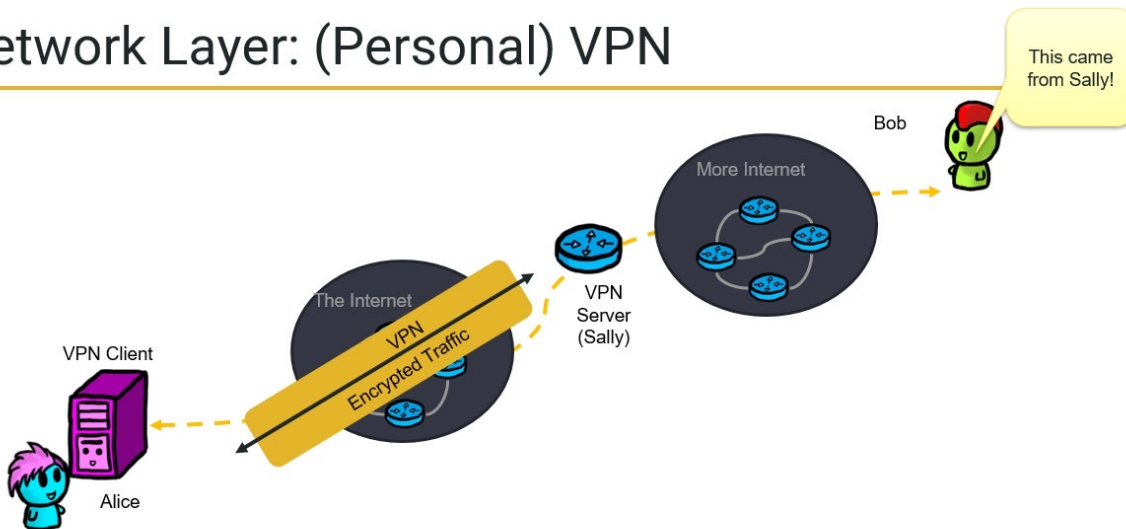 etwork Layer: (Personal) VPN
This came
from Sally!
Bob
More Internet
The Internet
VPN
Encrypted Traffic
VPN
Server
(Sally)
VPN Client
Alice